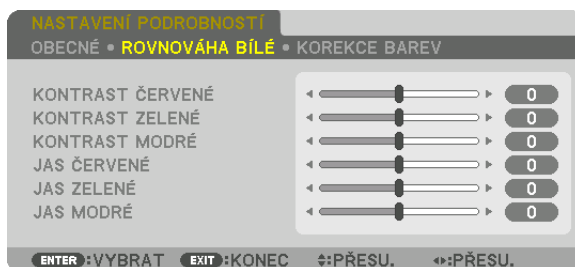 NASTAVENÍ PODROBNOSTÍ
OBECNÉ • ROVNOVÁHA BÍLÉ • KOREKCE BAREV
KONTRAST ČERVENÉ 0
KONTRAST ZELENÉ 0
KONTRAST MODRÉ 0
JAS ČERVENÉ 0
JAS ZELENÉ 0
JAS MODRÉ 0
ENTER :VYBRAT EXIT :KONEC :PŘESU. :PŘESU.